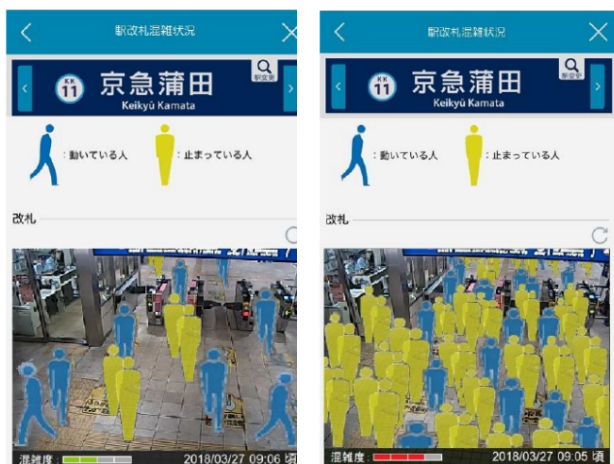 駅改札混雑状況
KK
11
京急蒲田
Keikyū Kamata
駅変更
：動いている人
：止まっている人
改札
混雑度：
2018/03/27 09:06 頃
駅改札混雑状況
KK
11
京急蒲田
Keikyū Kamata
駅変更
：動いている人
：止まっている人
改札
混雑度：
2018/03/27 09:05 頃